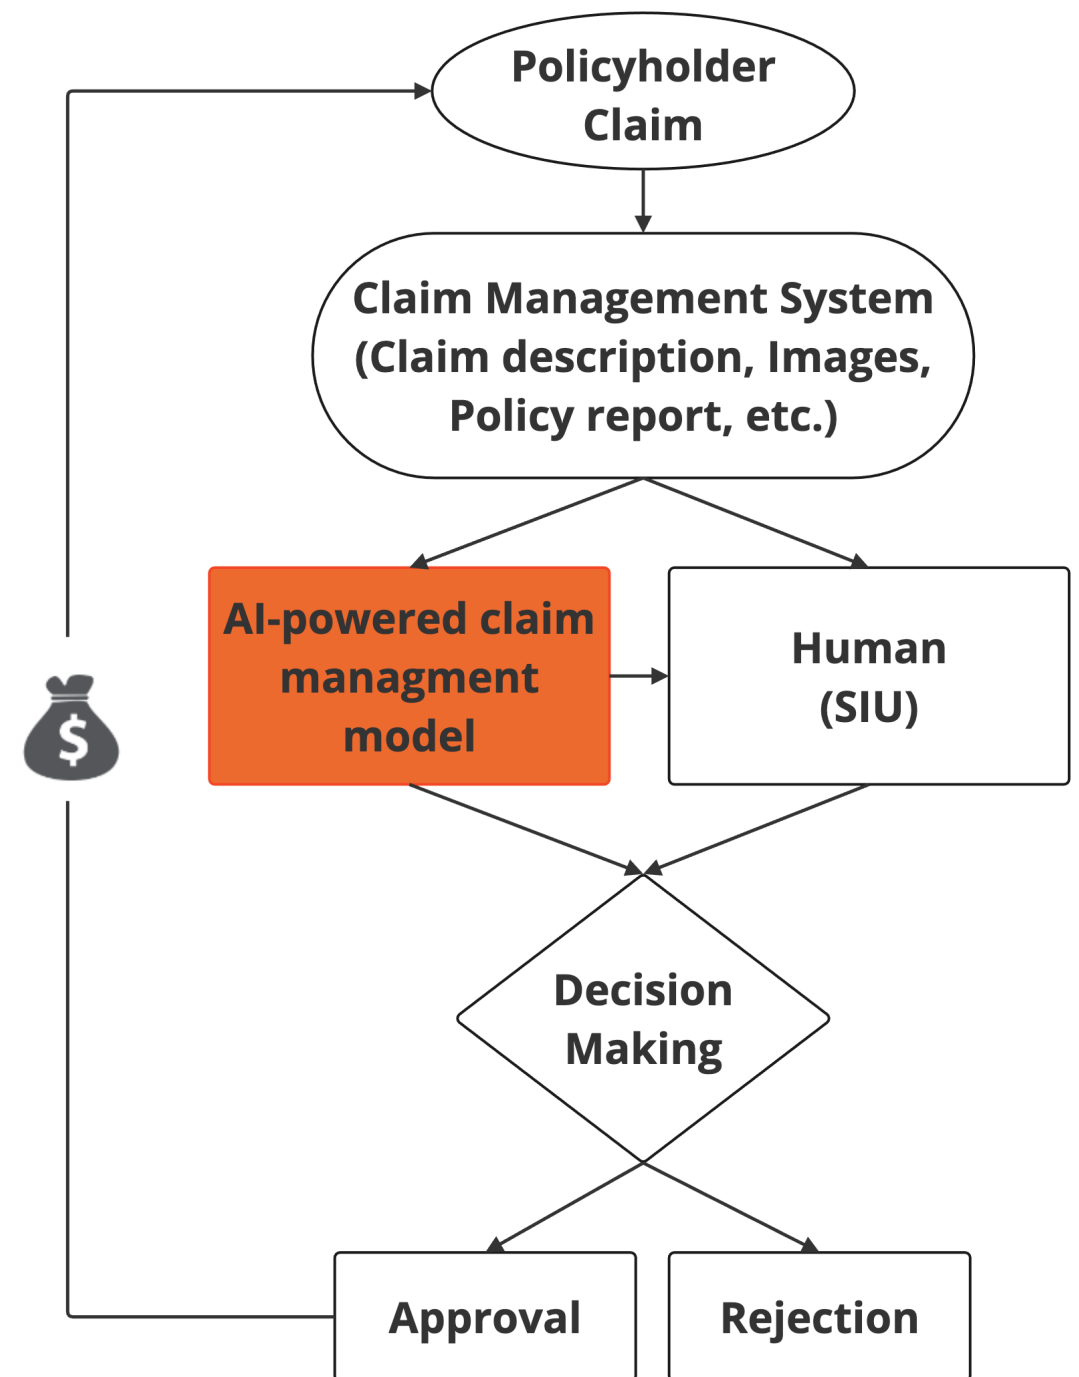 Policyholder
Claim
Claim Management System
(Claim description, Images,
Policy report, etc.)
AI-powered claim
managment
model
Human
(SIU)
$
Decision
Making
Approval
Rejection